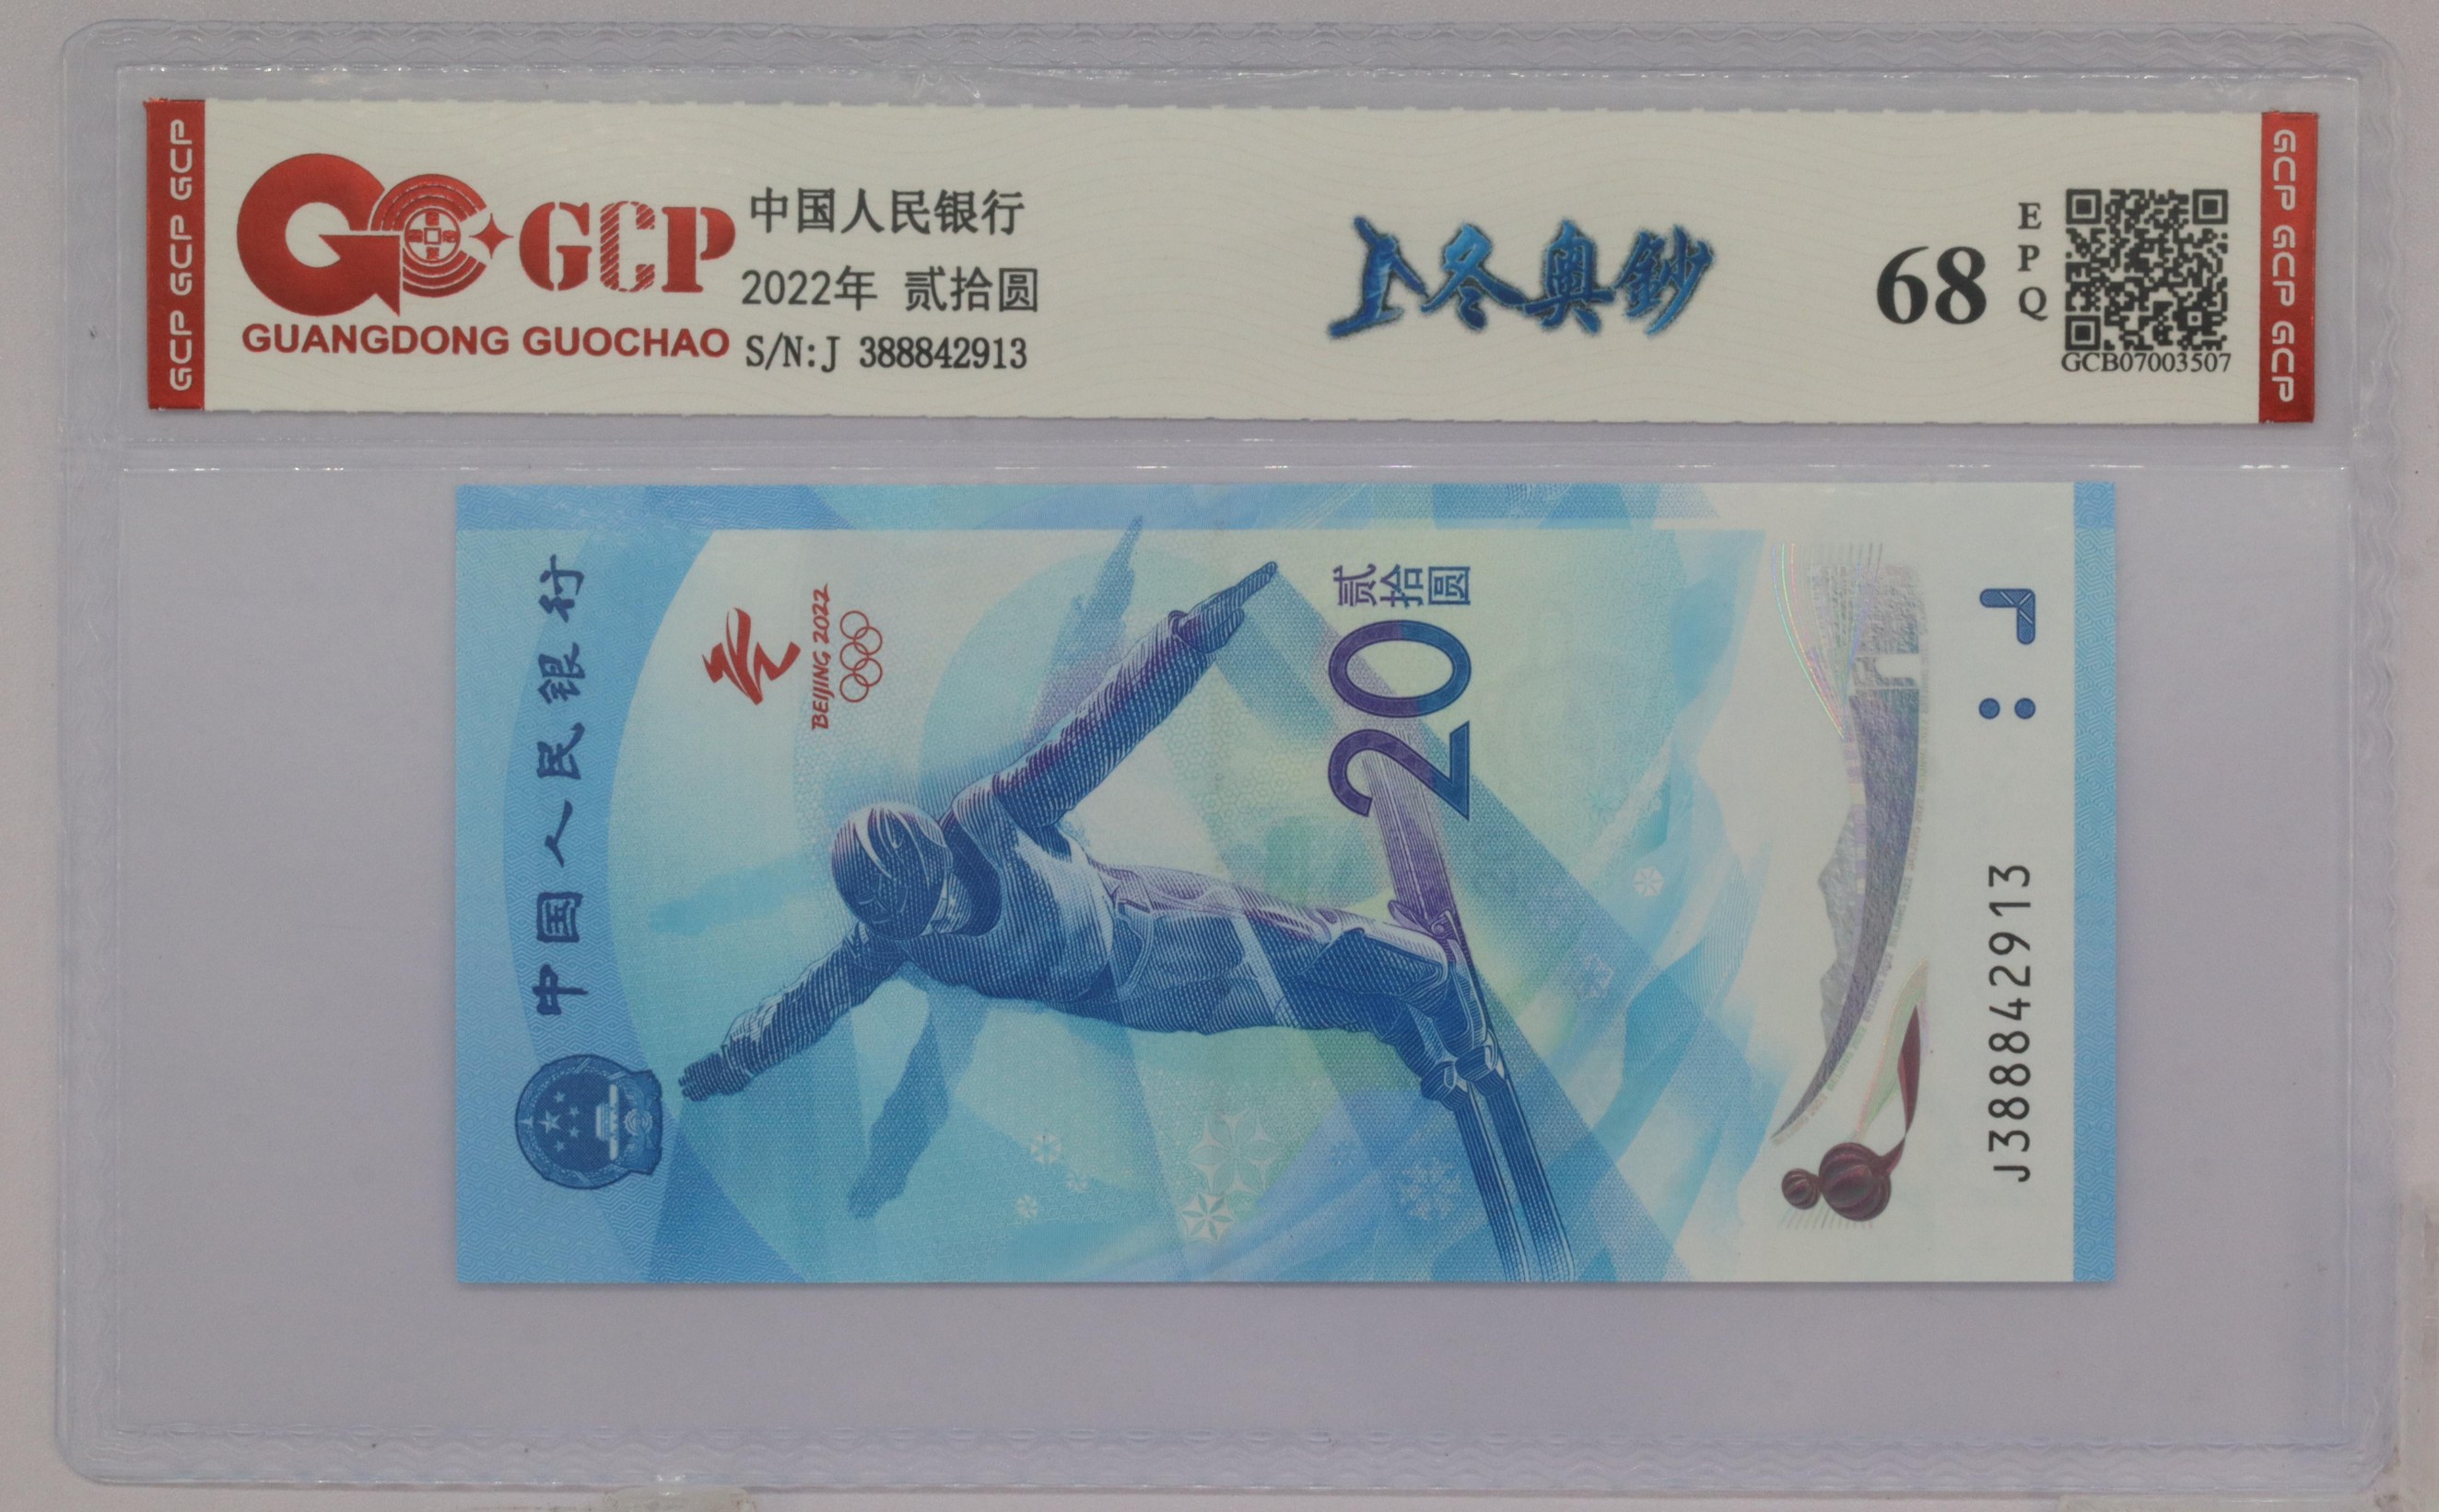 GCP GCP GCP
GCP
GUANGDONG GUOCHAO
中国人民银行
2022年 贰拾圆
S/N:J 388842913
冬奥鈔
68
EPQ
GCB07003507
GCP GCP GCP
中国人民银行
BEIJING 2022
20
贰拾圆
J388842913